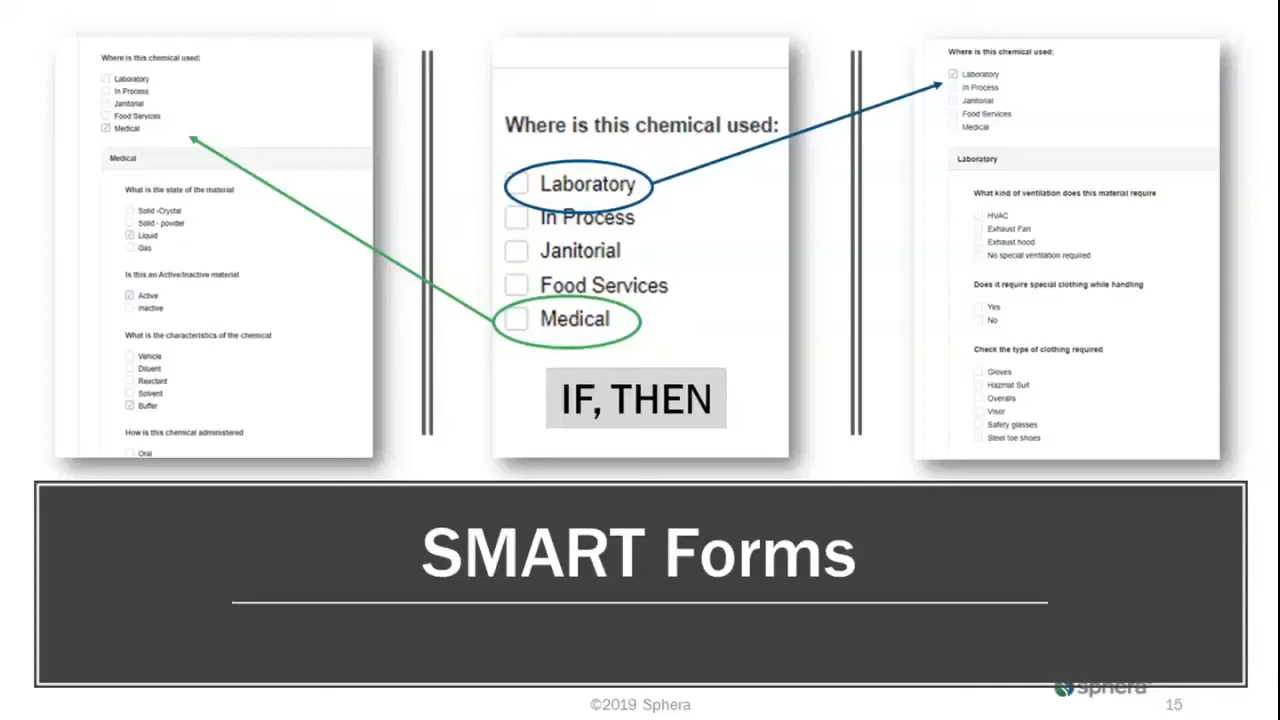 Where is this chemical used:
Laboratory
In Process
Janitorial
Food Services
Medical
Medical
What is the state of the material
Solid -Crystal
Solid - powder
Liquid
Gas
Is this an Active/Inactive material
Active
Inactive
What is the characteristics of the chemical
Vehicle
Diluent
Reactant
Solvent
Buffer
How is this chemical administered
Oral
Where is this chemical used:
Laboratory
In Process
Janitorial
Food Services
Medical
IF, THEN
Where is this chemical used:
Laboratory
In Process
Janitorial
Food Services
Medical
Laboratory
What kind of ventilation does this material require
HVAC
Exhaust Fan
Exhaust hood
No special ventilation required
Does it require special clothing while handling
Yes
No
Check the type of clothing required
Gloves
Hazmat Suit
Overalls
Visor
Safety glasses
Steel toe shoes
SMART Forms
sphera
©2019 Sphera
15